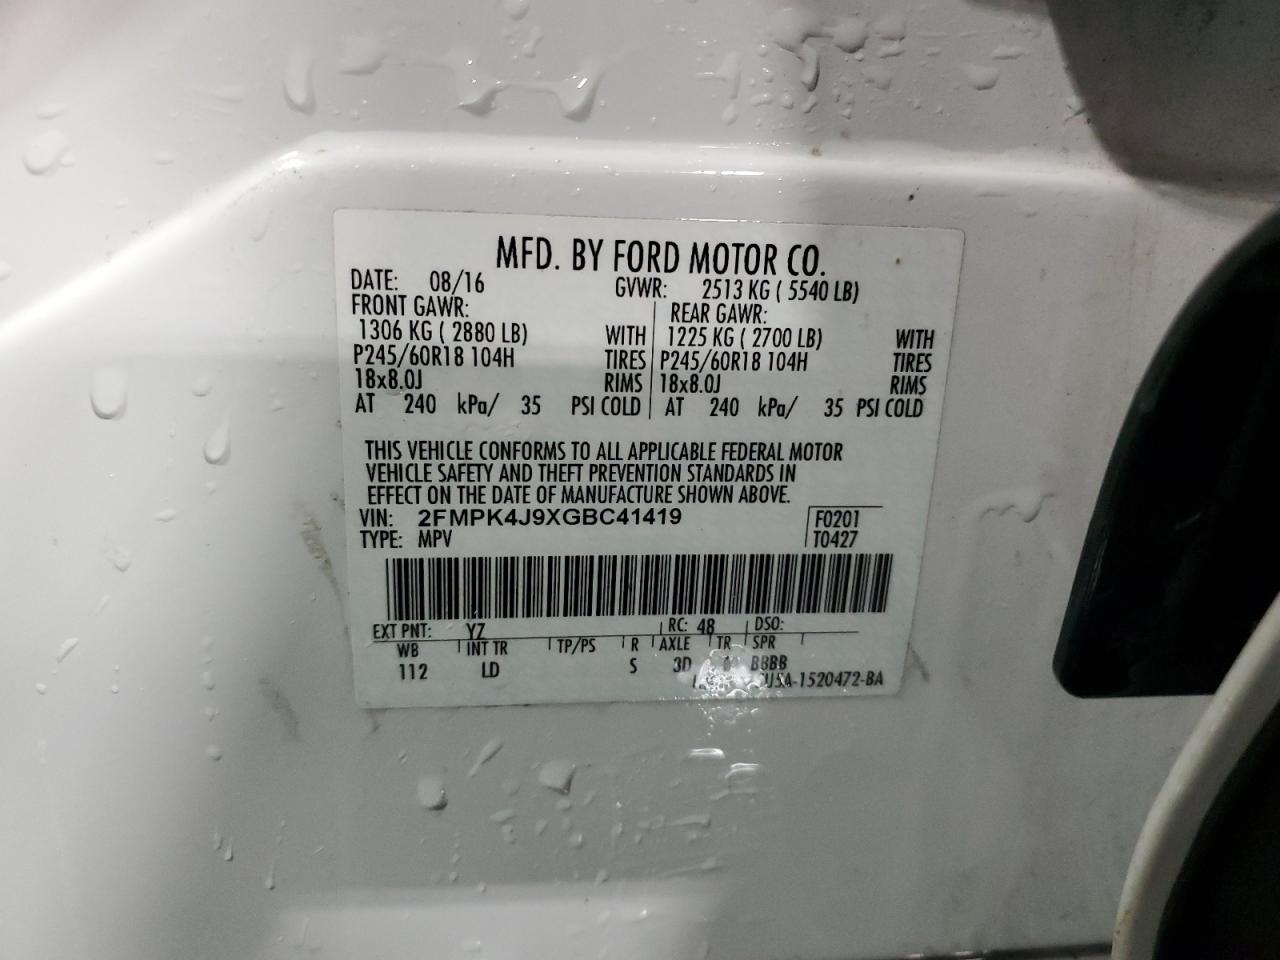 MFD. BY FORD MOTOR CO.
DATE: 08/16 GVWR: 2513 KG ( 5540 LB)
FRONT GAWR: REAR GAWR:
1306 KG ( 2880 LB) WITH 1225 KG ( 2700 LB) WITH
P245/60R18 104H TIRES P245/60R18 104H TIRES
18x8.0J RIMS 18x8.0J RIMS
AT 240 kPa/ 35 PSI COLD AT 240 kPa/ 35 PSI COLD
THIS VEHICLE CONFORMS TO ALL APPLICABLE FEDERAL MOTOR
VEHICLE SAFETY AND THEFT PREVENTION STANDARDS IN
EFFECT ON THE DATE OF MANUFACTURE SHOWN ABOVE.
VIN: 2FMPK4J9XGBC41419 F0201
TYPE: MPV T0427
EXT PNT: YZ RC: 48 DSO:
WB INT TR TP/PS R AXLE TR SPR
112 LD S 3D BBBB
-1520472-BA